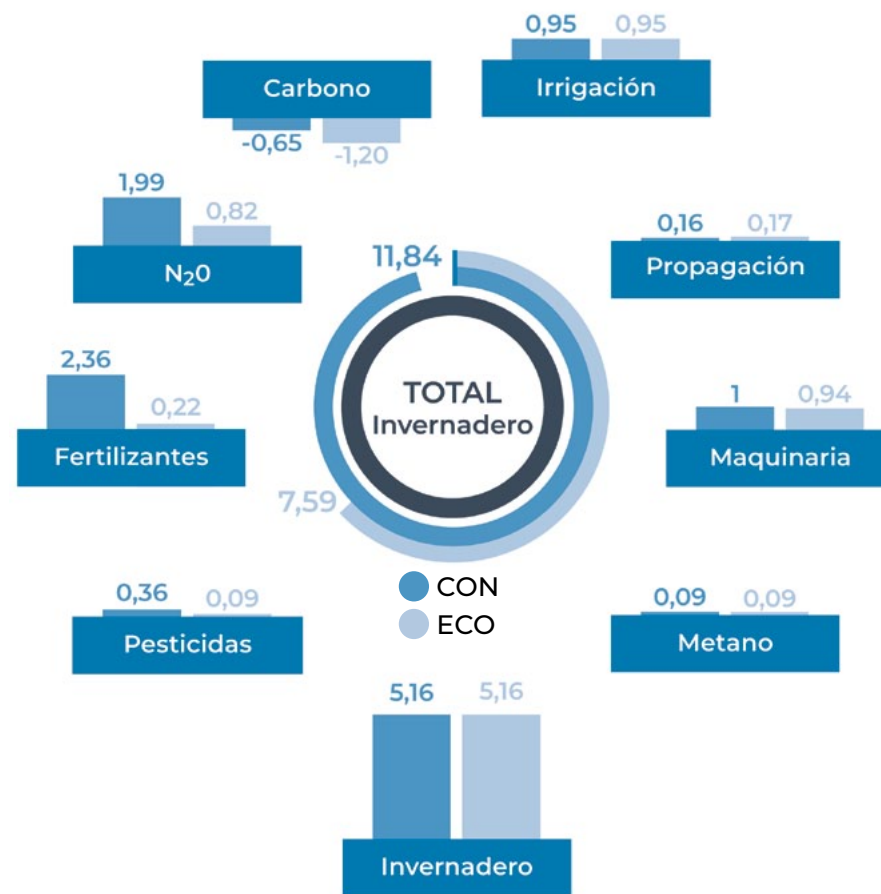 0,95 0,95
Irrigación
Carbono
-0,65 -1,20
1,99 0,82
N₂0
0,16 0,17
Propagación
11,84
TOTAL
Invernadero
7,59
2,36 0,22
Fertilizantes
1 0,94
Maquinaria
CON
ECO
0,36 0,09
Pesticidas
0,09 0,09
Metano
5,16 5,16
Invernadero